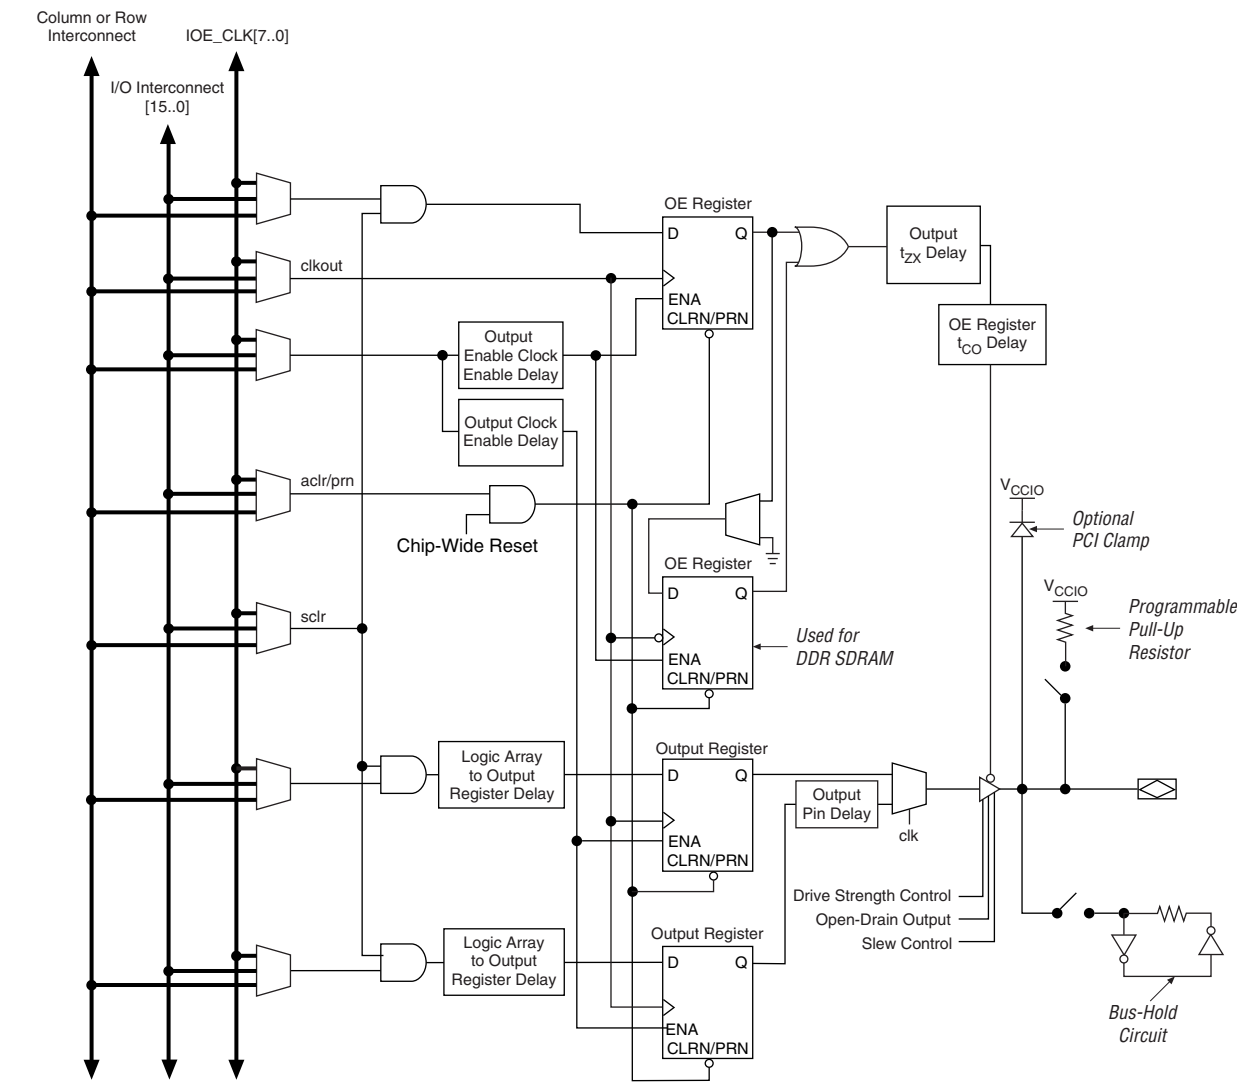 Column or Row
Interconnect
IOE_CLK[7..0]
I/O Interconnect
[15..0]
OE Register
D
Q
ENA
CLRN/PRN
Output
tZX Delay
clkout
OE Register
tCO Delay
Output
Enable Clock
Enable Delay
Output Clock
Enable Delay
aclr/prn
Chip-Wide Reset
VCCIO
Optional
PCI Clamp
OE Register
D
Q
ENA
CLRN/PRN
Used for
DDR SDRAM
VCCIO
Programmable
Pull-Up
Resistor
sclr
Logic Array
to Output
Register Delay
Output Register
D
Q
ENA
CLRN/PRN
Output
Pin Delay
clk
Drive Strength Control
Open-Drain Output
Slew Control
Logic Array
to Output
Register Delay
Output Register
D
Q
ENA
CLRN/PRN
Bus-Hold
Circuit